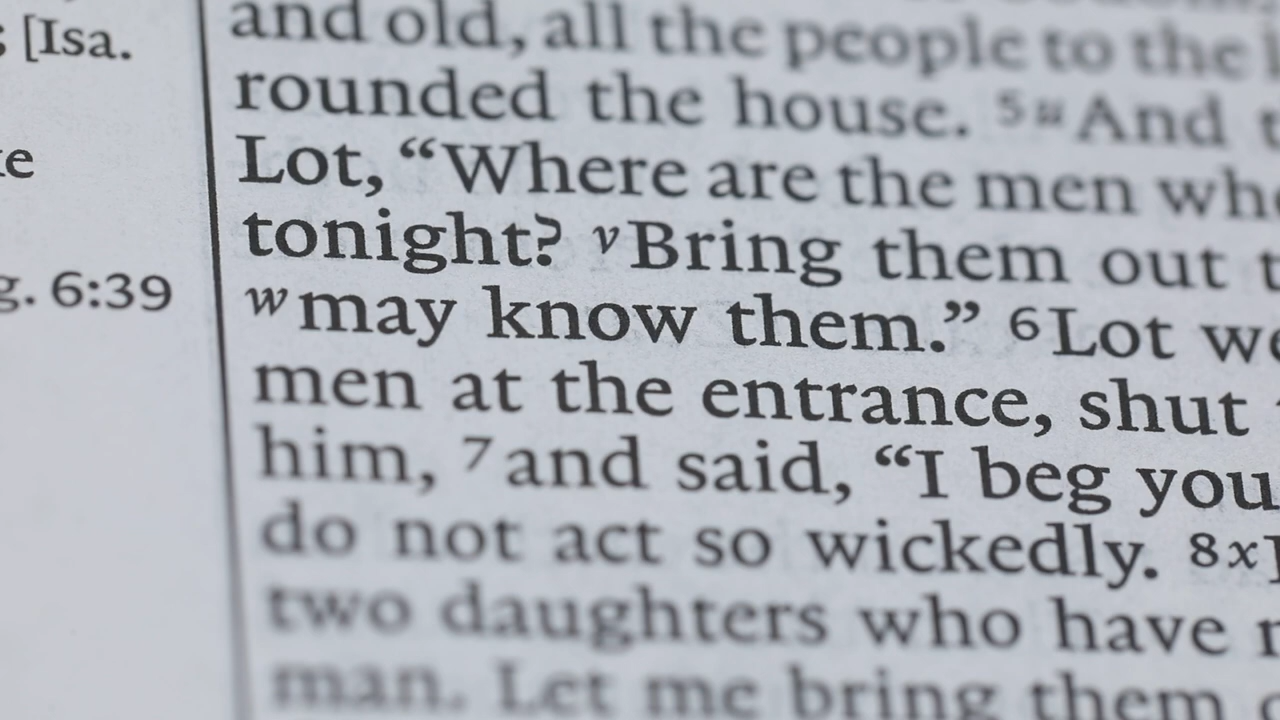 ; [Isa.
g. 6:39
and old, all the people to the
rounded the house. 5 u And
Lot, “Where are the men who
tonight? v Bring them out
w may know them.” 6 Lot
men at the entrance, shut
him, 7 and said, “I beg you
do not act so wickedly. 8 x
two daughters who have
man. Let me bring them